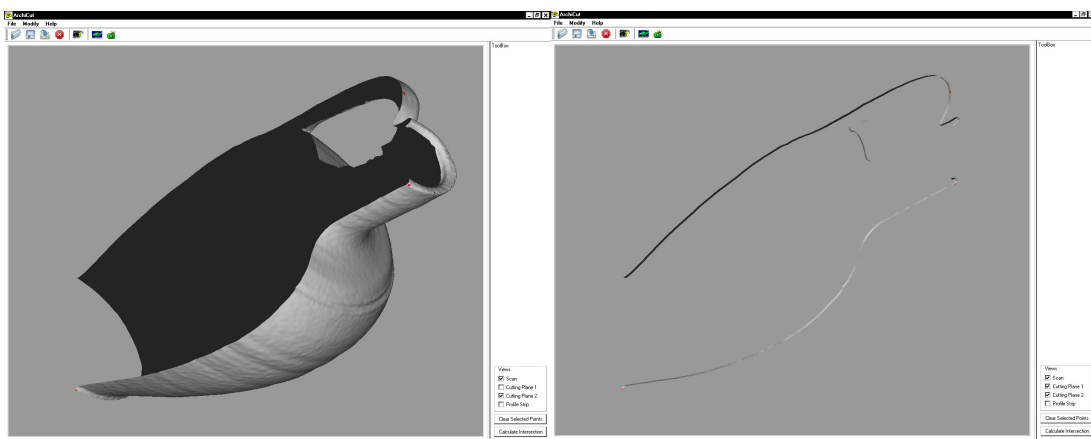 ArchiCut
File Modify Help
ToolBox
Views
Scan
Cutting Plane 1
Cutting Plane 2
Profile Strip
Clear Selected Points
Calculate Intersection
ArchiCut
File Modify Help
ToolBox
Views
Scan
Cutting Plane 1
Cutting Plane 2
Profile Strip
Clear Selected Points
Calculate Intersection